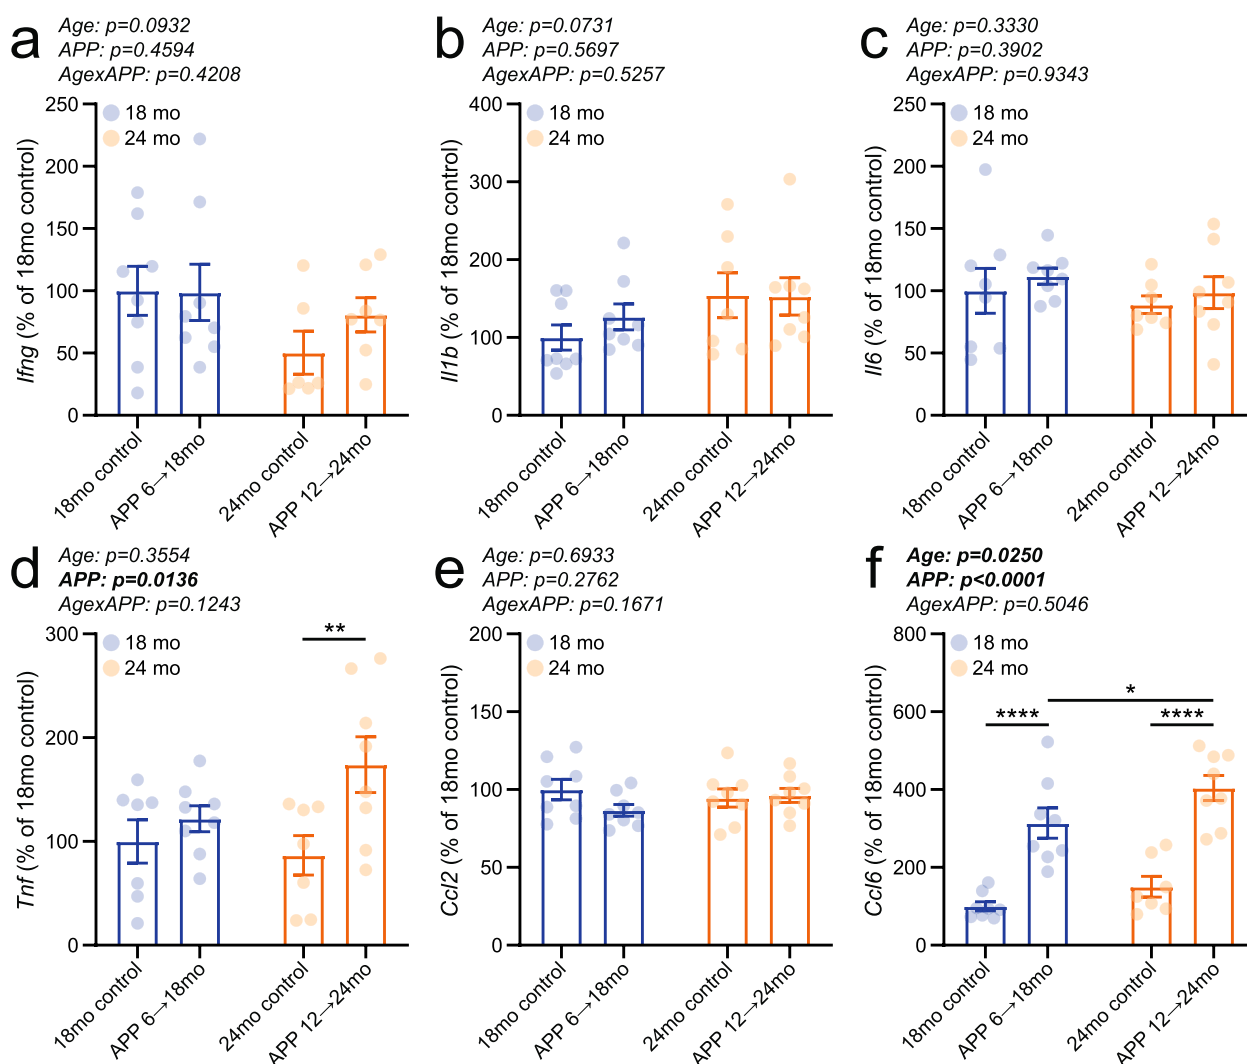 a
Age: p=0.0932
APP: p=0.4594
AgexAPP: p=0.4208
18 mo
24 mo
Ifng (% of 18mo control)
250
200
150
100
50
0
18mo control
APP 6→18mo
24mo control
APP 12→24mo
b
Age: p=0.0731
APP: p=0.5697
AgexAPP: p=0.5257
18 mo
24 mo
Il1b (% of 18mo control)
400
300
200
100
0
18mo control
APP 6→18mo
24mo control
APP 12→24mo
c
Age: p=0.3330
APP: p=0.3902
AgexAPP: p=0.9343
18 mo
24 mo
Il6 (% of 18mo control)
250
200
150
100
50
0
18mo control
APP 6→18mo
24mo control
APP 12→24mo
d
Age: p=0.3554
APP: p=0.0136
AgexAPP: p=0.1243
18 mo
24 mo
**
Tnf (% of 18mo control)
300
200
100
0
18mo control
APP 6→18mo
24mo control
APP 12→24mo
e
Age: p=0.6933
APP: p=0.2762
AgexAPP: p=0.1671
18 mo
24 mo
Ccl2 (% of 18mo control)
200
150
100
50
0
18mo control
APP 6→18mo
24mo control
APP 12→24mo
f
Age: p=0.0250
APP: p<0.0001
AgexAPP: p=0.5046
18 mo
24 mo
*
****
****
Ccl6 (% of 18mo control)
800
600
400
200
0
18mo control
APP 6→18mo
24mo control
APP 12→24mo